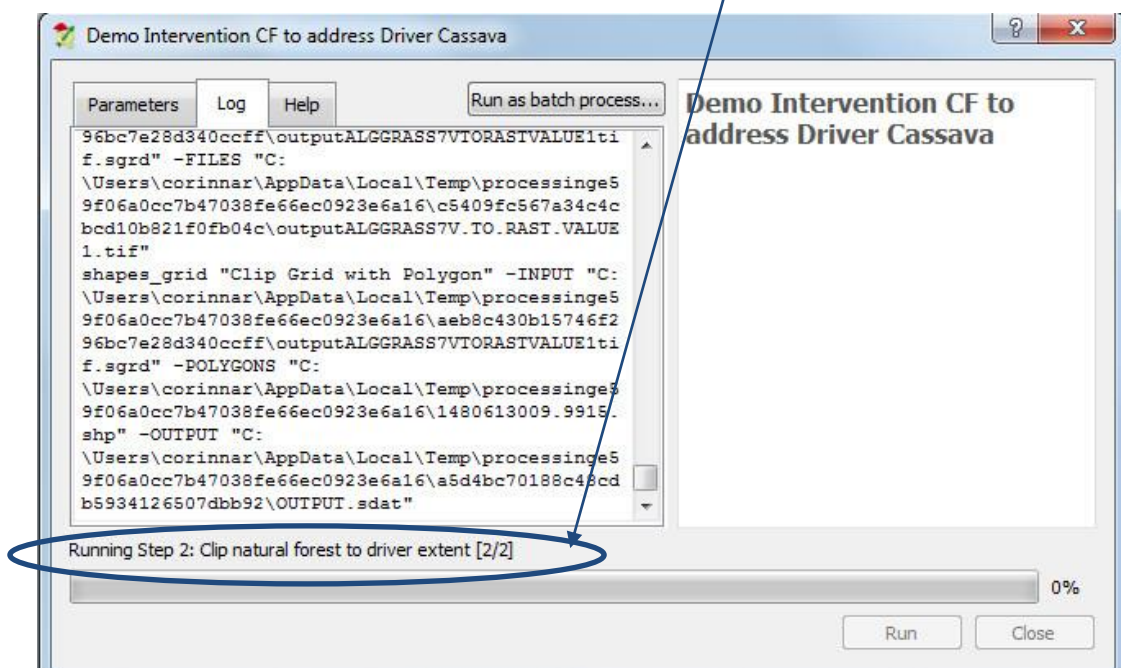 Demo Intervention CF to address Driver Cassava
Parameters
Log
Help
Run as batch process...
96bc7e28d340ccff\outputALGGRASS7VTORASTVALUE1ti
f.sgrd" -FILES "C:
\Users\corinnar\AppData\Local\Temp\processinge5
9f06a0cc7b47038fe66ec0923e6a16\c5409fc567a34c4c
bcd10b821f0fb04c\outputALGGRASS7V.TO.RAST.VALUE
1.tif"
shapes_grid "Clip Grid with Polygon" -INPUT "C:
\Users\corinnar\AppData\Local\Temp\processinge5
9f06a0cc7b47038fe66ec0923e6a16\aeb8c430b15746f2
96bc7e28d340ccff\outputALGGRASS7VTORASTVALUE1ti
f.sgrd" -POLYGONS "C:
\Users\corinnar\AppData\Local\Temp\processinge5
9f06a0cc7b47038fe66ec0923e6a16\1480613009.9915.
shp" -OUTPUT "C:
\Users\corinnar\AppData\Local\Temp\processinge5
9f06a0cc7b47038fe66ec0923e6a16\a5d4bc70188c48cd
b5934126507dbb92\OUTPUT.sdat"
Demo Intervention CF to
address Driver Cassava
Running Step 2: Clip natural forest to driver extent [2/2]
0%
Run
Close